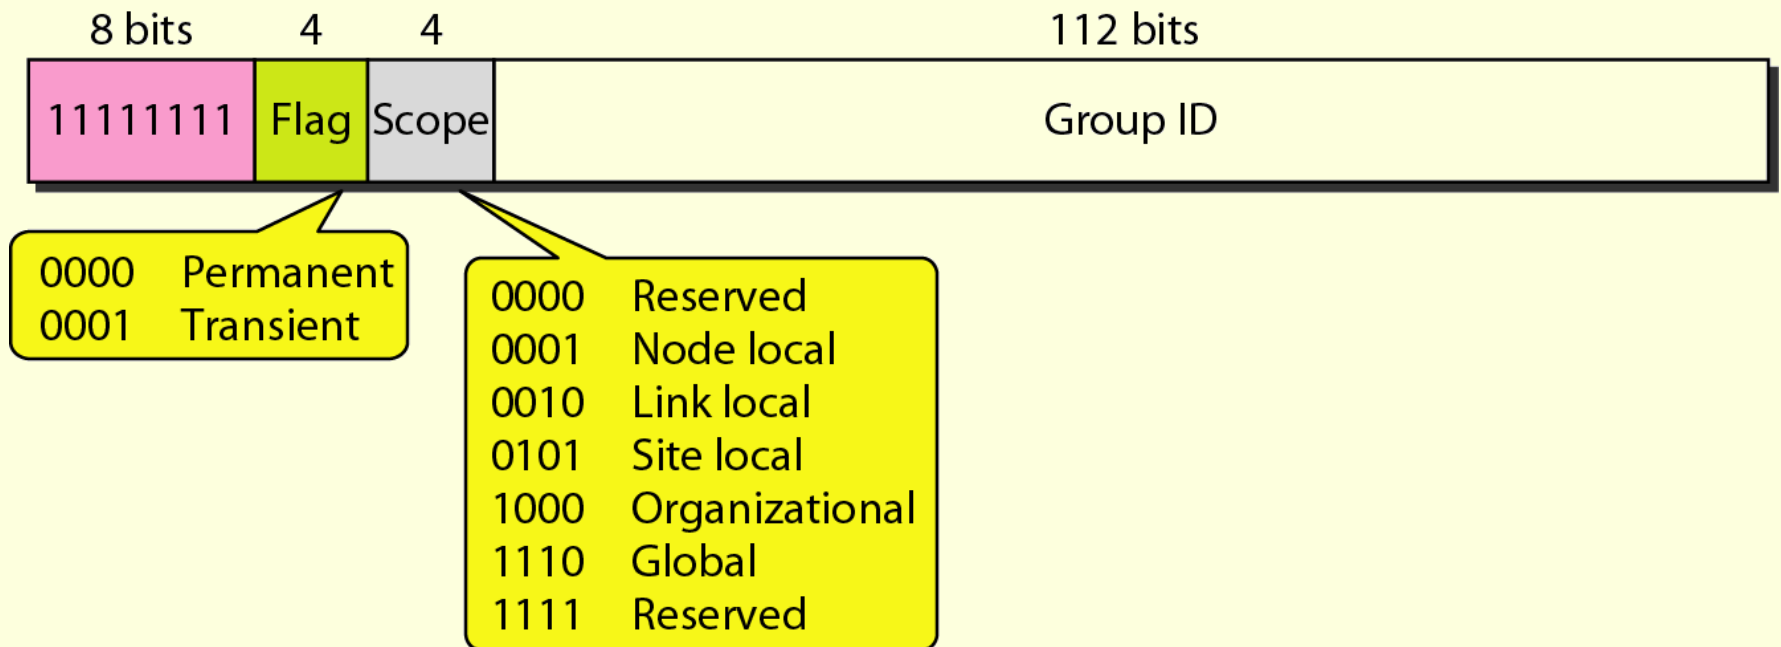 8 bits 4 4 112 bits
11111111 Flag Scope Group ID
0000 Permanent
0001 Transient
0000 Reserved
0001 Node local
0010 Link local
0101 Site local
1000 Organizational
1110 Global
1111 Reserved